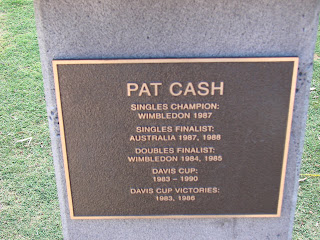 PAT CASH
SINGLES CHAMPION:
WIMBLEDON 1987
SINGLES FINALIST:
AUSTRALIA 1987, 1988
DOUBLES FINALIST:
WIMBLEDON 1984, 1985
DAVIS CUP:
1983 – 1990
DAVIS CUP VICTORIES:
1983, 1986